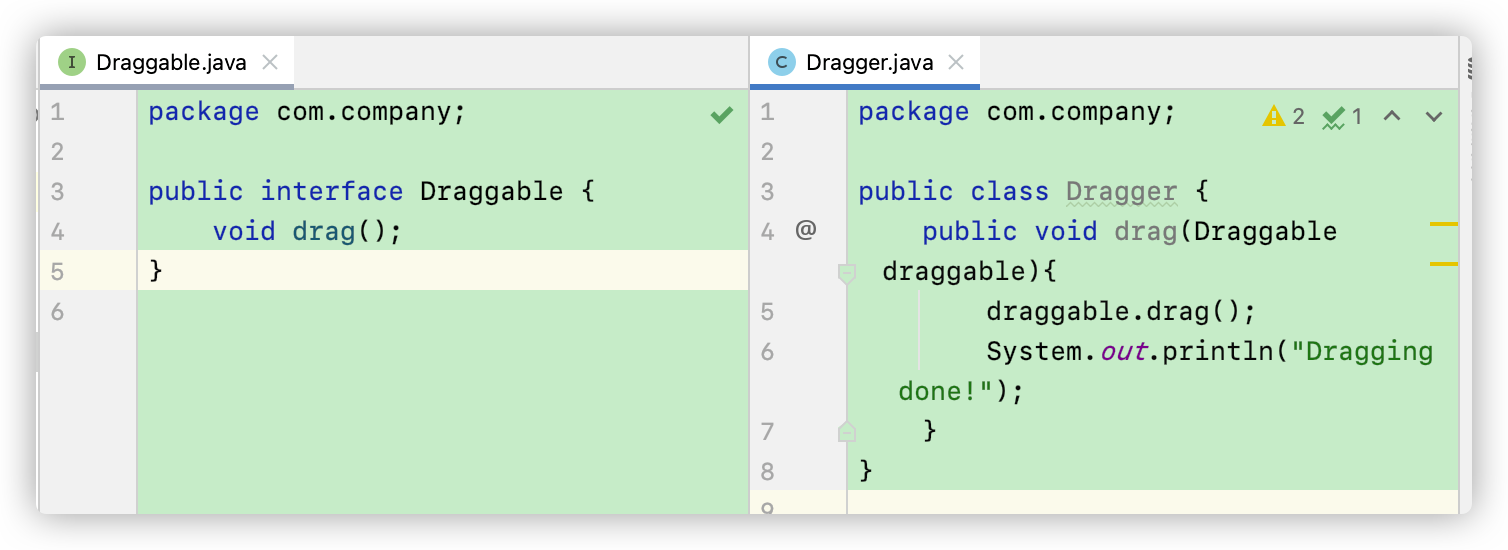 I Draggable.java
1 package com.company;
2
3 public interface Draggable {
4     void drag();
5 }
6
C Dragger.java
1 package com.company; 2 1
2
3 public class Dragger {
4 @     public void drag(Draggable
draggable){
5         draggable.drag();
6         System.out.println("Dragging
done!");
7     }
8 }
9